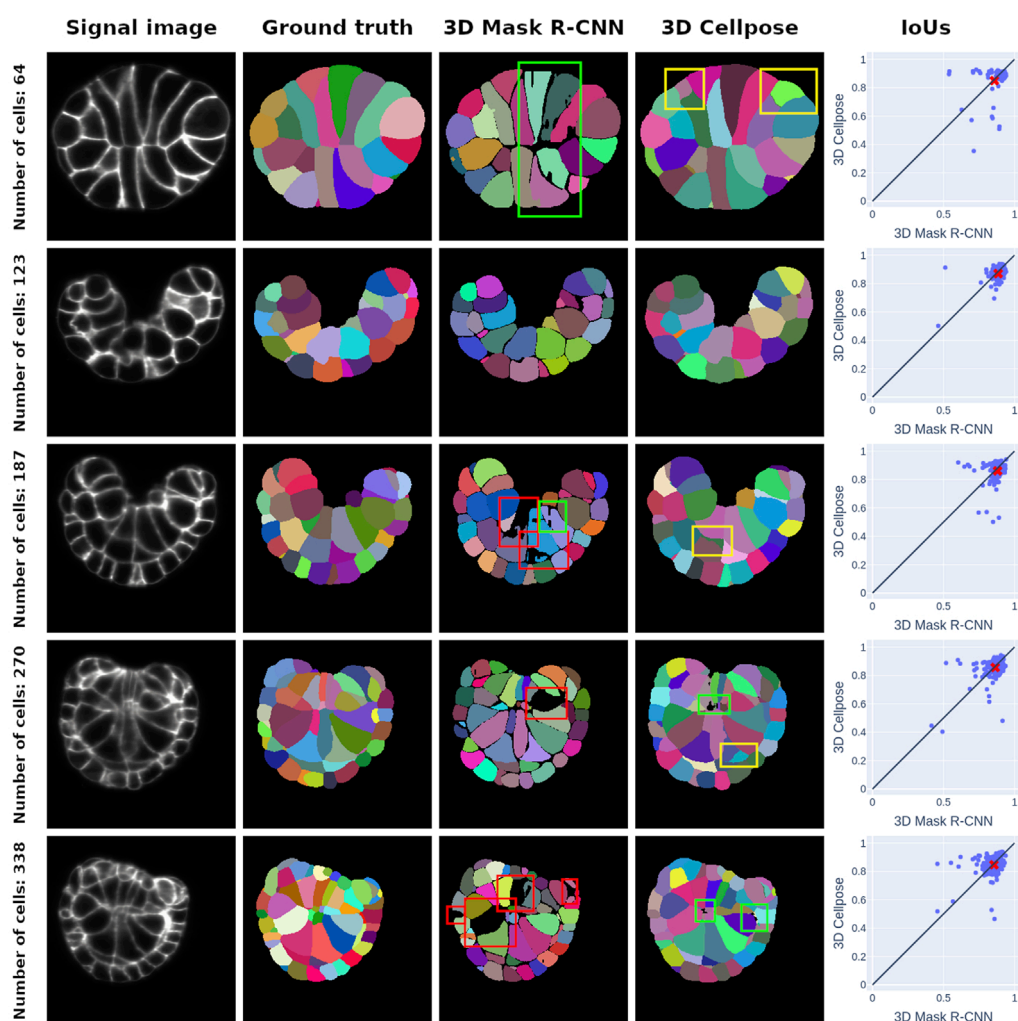 Signal image Ground truth 3D Mask R-CNN 3D Cellpose IoUs
Number of cells: 64
3D Cellpose
1
0.8
0.6
0.4
0.2
0
0 0.5 1
3D Mask R-CNN
Number of cells: 123
3D Cellpose
1
0.8
0.6
0.4
0.2
0
0 0.5 1
3D Mask R-CNN
Number of cells: 187
3D Cellpose
1
0.8
0.6
0.4
0.2
0
0 0.5 1
3D Mask R-CNN
Number of cells: 270
3D Cellpose
1
0.8
0.6
0.4
0.2
0
0 0.5 1
3D Mask R-CNN
Number of cells: 338
3D Cellpose
1
0.8
0.6
0.4
0.2
0
0 0.5 1
3D Mask R-CNN